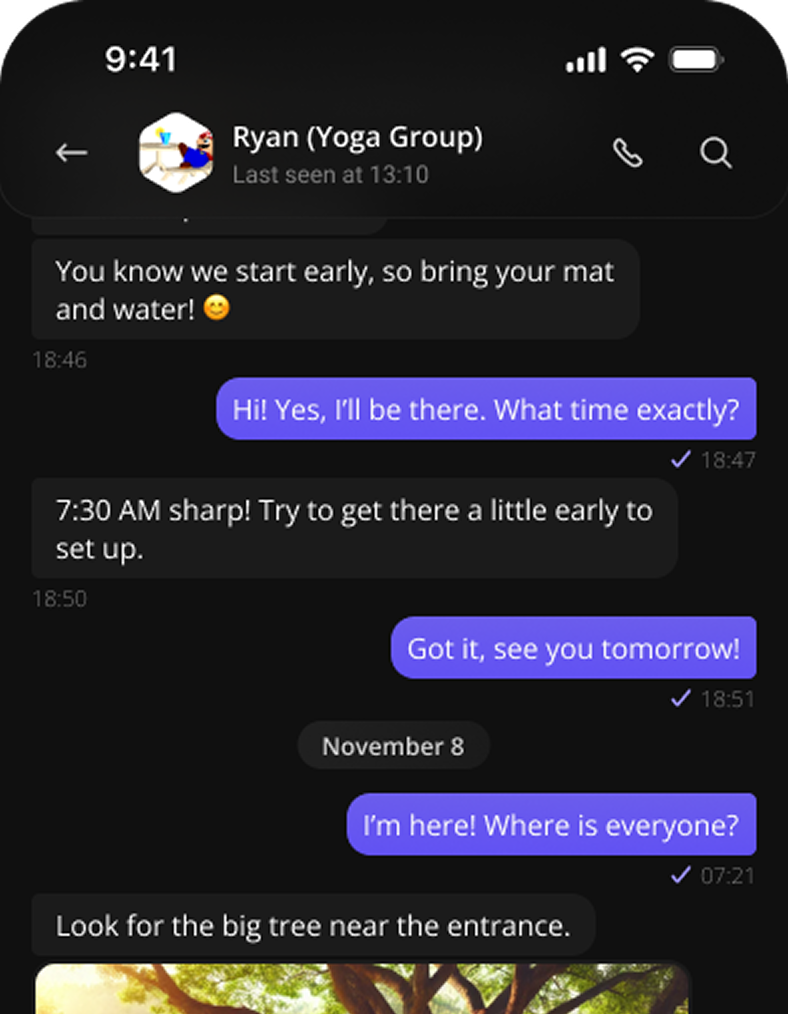 9:41
Ryan (Yoga Group)
Last seen at 13:10
You know we start early, so bring your mat
and water! 😊
18:46
Hi! Yes, I’ll be there. What time exactly?
18:47
7:30 AM sharp! Try to get there a little early to
set up.
18:50
Got it, see you tomorrow!
18:51
November 8
I’m here! Where is everyone?
07:21
Look for the big tree near the entrance.